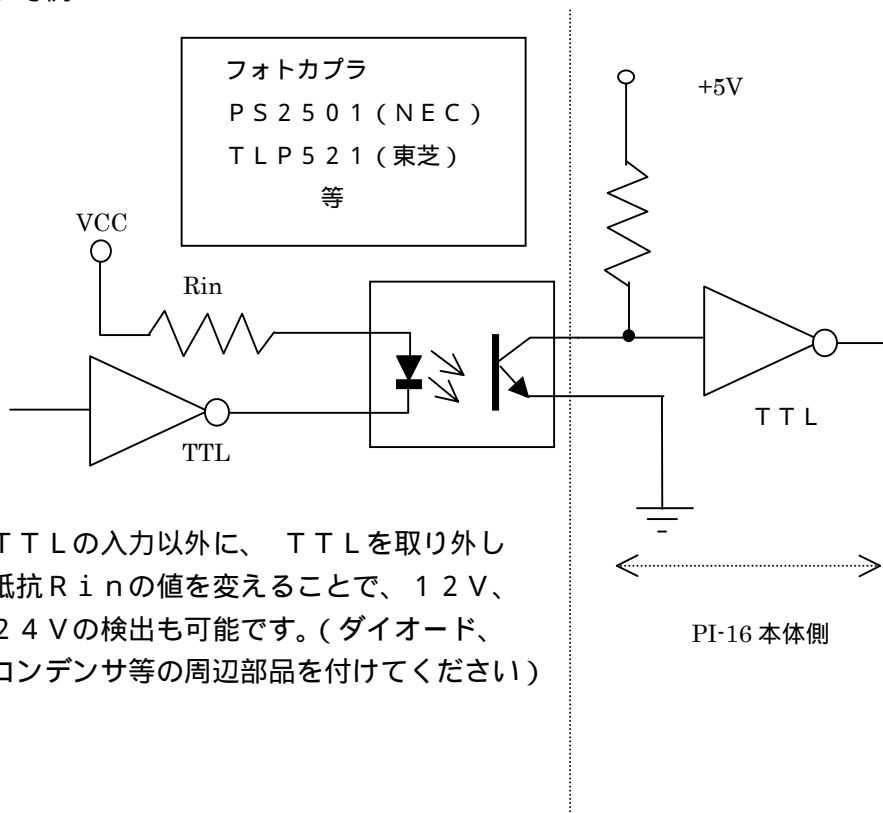 フォトカプラ
ＰＳ２５０１（ＮＥＣ）
ＴＬＰ５２１（東芝）
等
+5V
VCC
Rin
TTL
ＴＴＬ
ＴＴＬの入力以外に、　ＴＴＬを取り外し
抵抗Ｒｉｎの値を変えることで、１２Ｖ、
２４Ｖの検出も可能です。（ダイオード、
コンデンサ等の周辺部品を付けてください）
PI-16 本体側